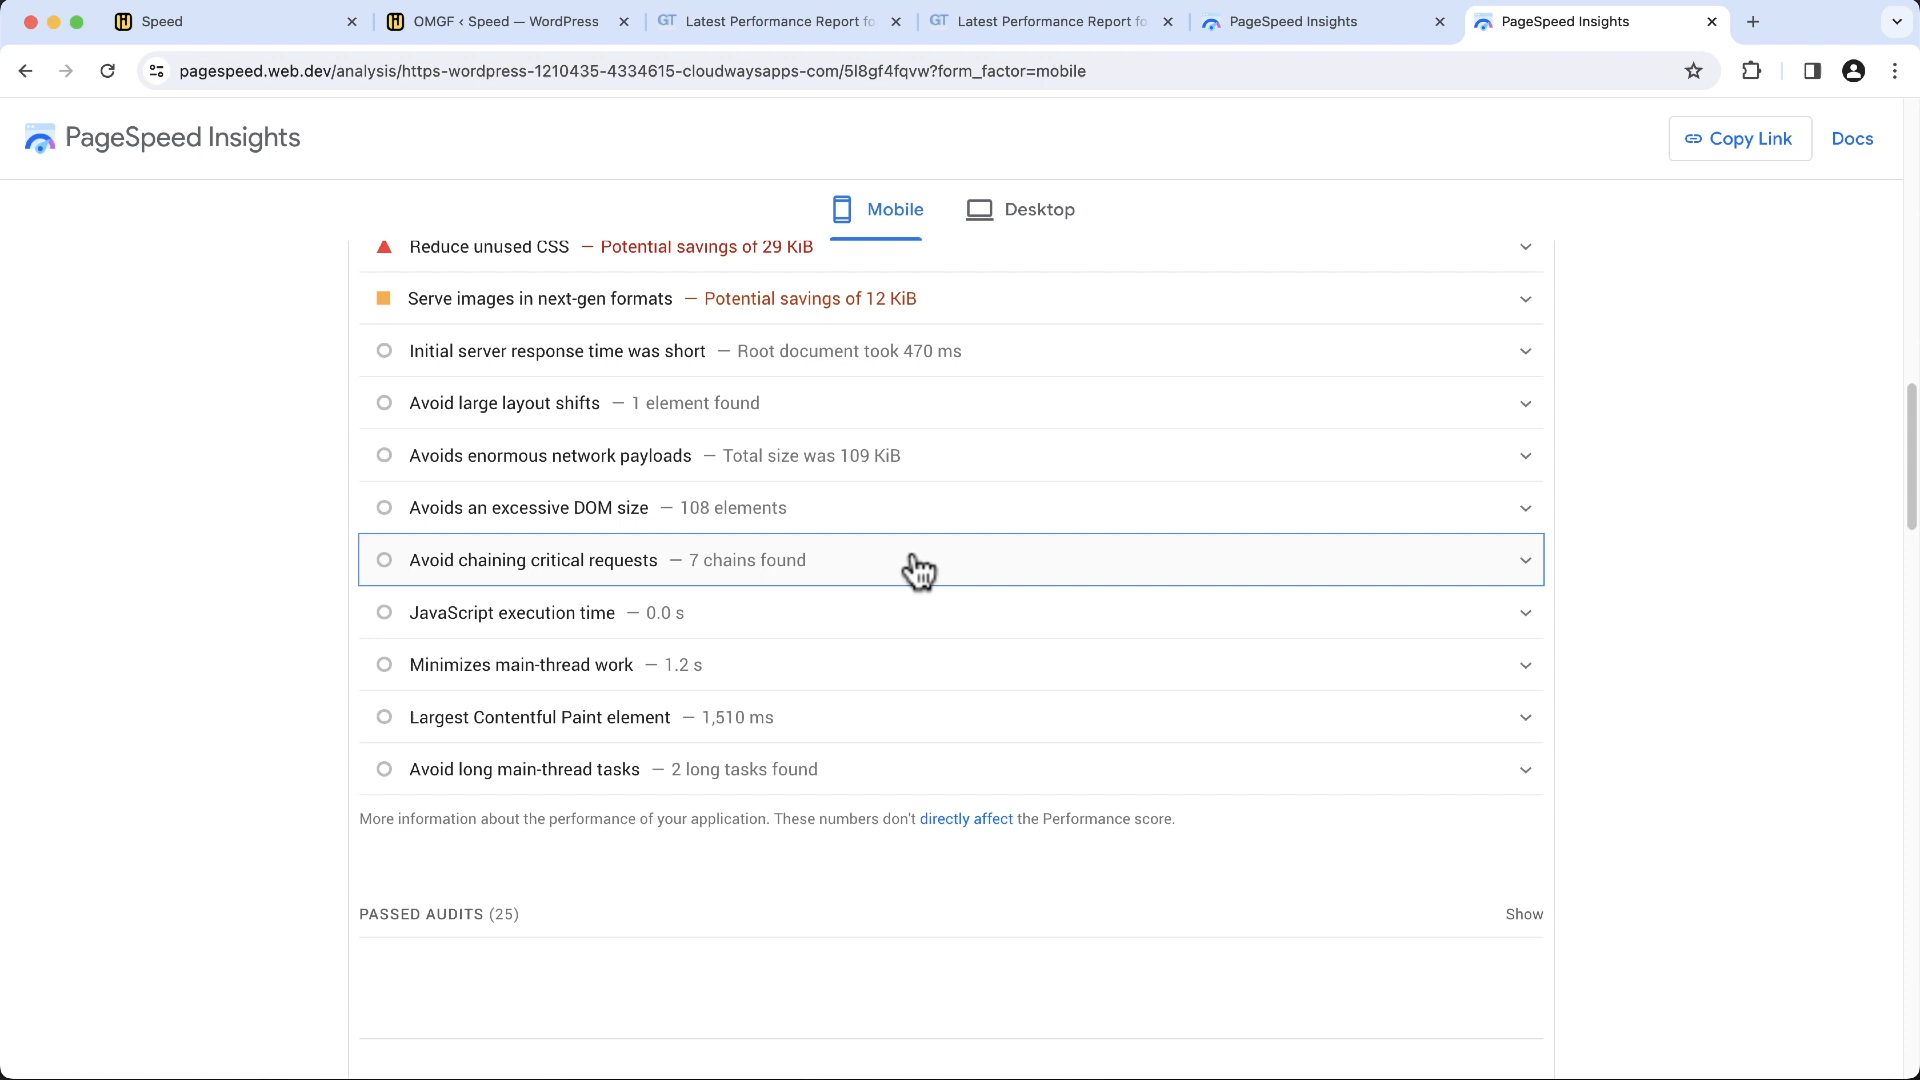 Speed
OMGF ‹ Speed — WordPress
GT Latest Performance Report fo
GT Latest Performance Report fo
PageSpeed Insights
PageSpeed Insights
pagespeed.web.dev/analysis/https-wordpress-1210435-4334615-cloudwaysapps-com/5l8gf4fqvw?form_factor=mobile
PageSpeed Insights
Copy Link
Docs
Mobile
Desktop
Reduce unused CSS — Potential savings of 29 KiB
Serve images in next-gen formats — Potential savings of 12 KiB
Initial server response time was short — Root document took 470 ms
Avoid large layout shifts — 1 element found
Avoids enormous network payloads — Total size was 109 KiB
Avoids an excessive DOM size — 108 elements
Avoid chaining critical requests — 7 chains found
JavaScript execution time — 0.0 s
Minimizes main-thread work — 1.2 s
Largest Contentful Paint element — 1,510 ms
Avoid long main-thread tasks — 2 long tasks found
More information about the performance of your application. These numbers don't directly affect the Performance score.
PASSED AUDITS (25)
Show